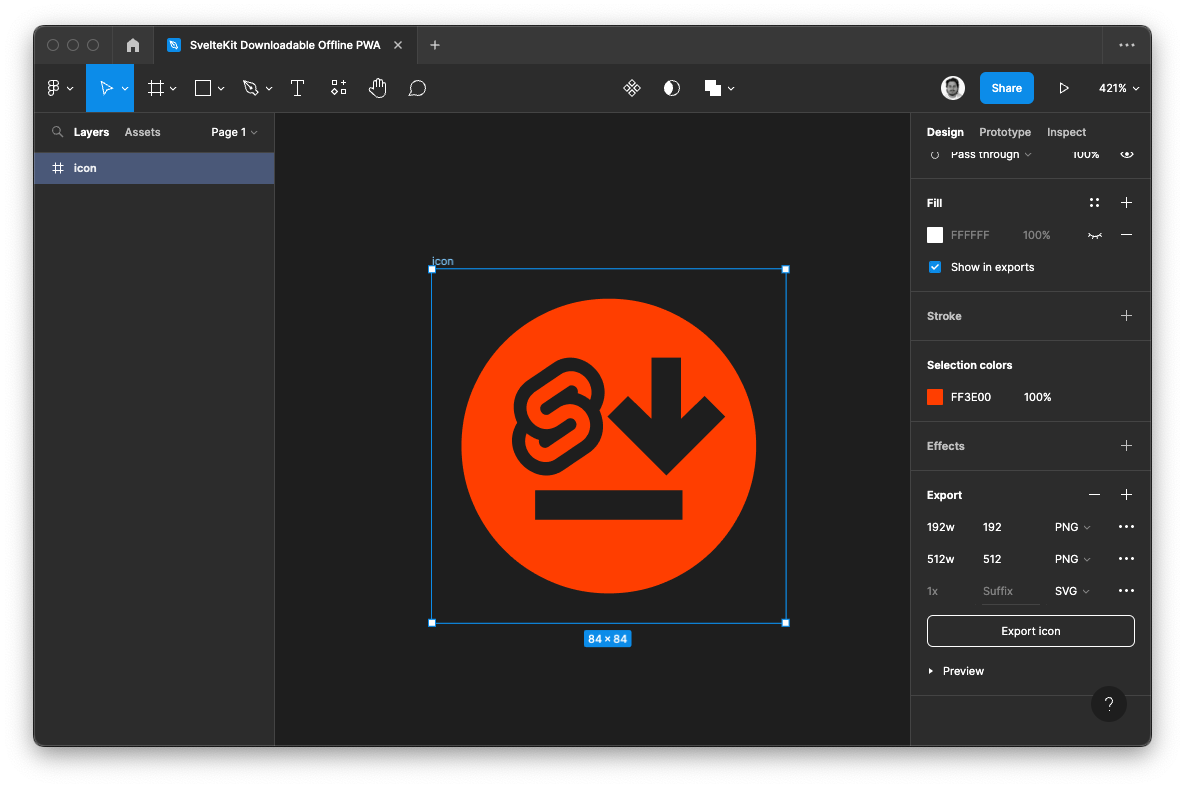 SvelteKit Downloadable Offline PWA
Share
421%
Layers Assets Page 1
icon
icon
84 × 84
Design Prototype Inspect
Pass through 100%
Fill
FFFFFF 100%
Show in exports
Stroke
Selection colors
FF3E00 100%
Effects
Export
192w 192 PNG
512w 512 PNG
1x Suffix SVG
Export icon
Preview
?